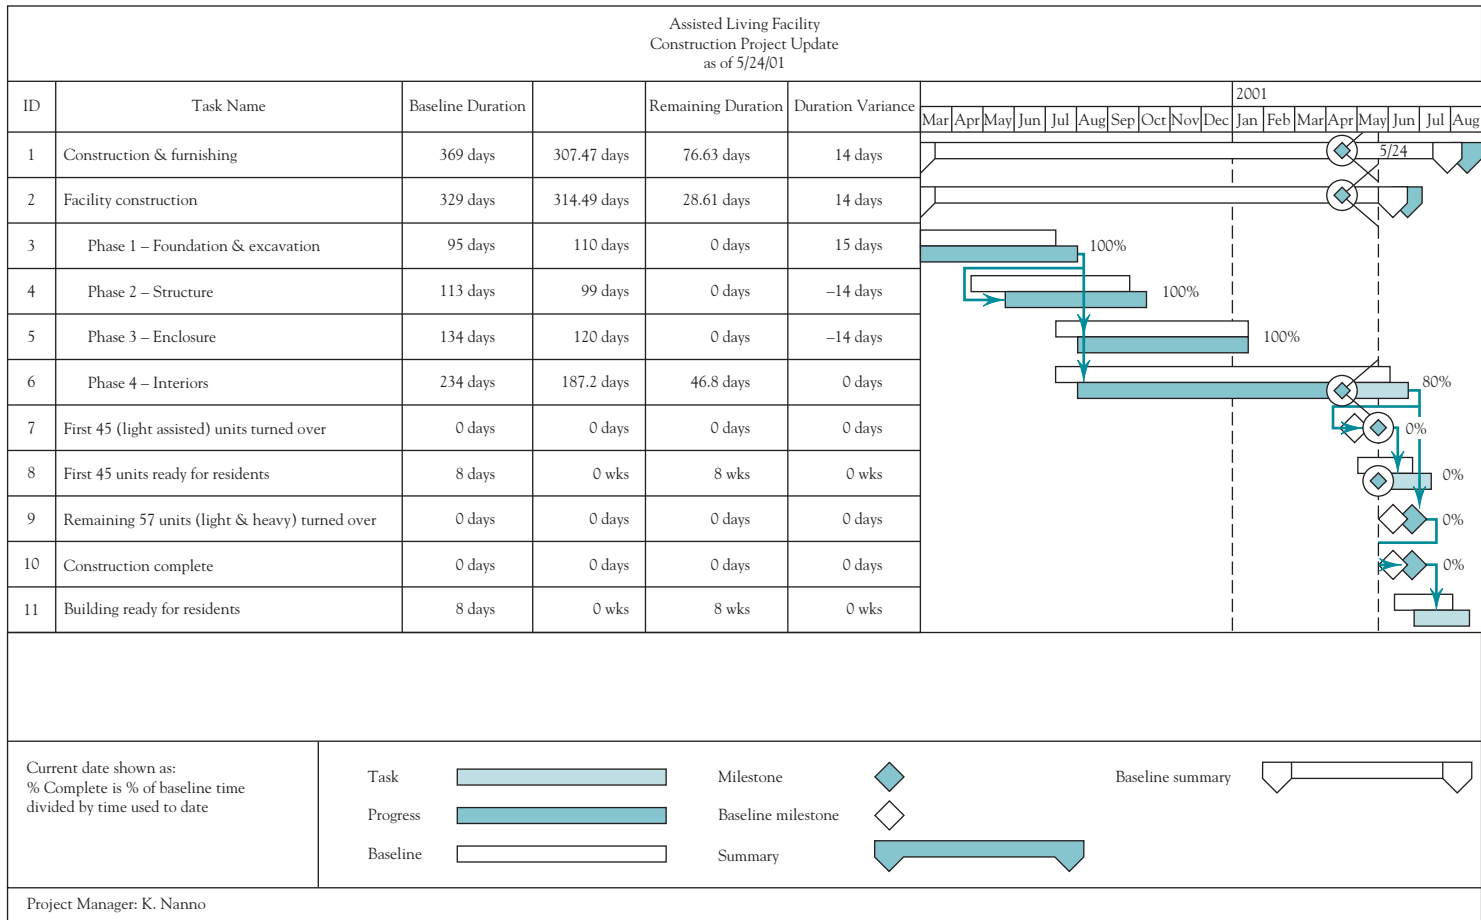 Assisted Living Facility
Construction Project Update
as of 5/24/01
ID Task Name Baseline Duration Remaining Duration Duration Variance
2001
Mar Apr May Jun Jul Aug Sep Oct Nov Dec Jan Feb Mar Apr May Jun Jul Aug
1 Construction & furnishing 369 days 307.47 days 76.63 days 14 days 5/24
2 Facility construction 329 days 314.49 days 28.61 days 14 days
3 Phase 1 – Foundation & excavation 95 days 110 days 0 days 15 days 100%
4 Phase 2 – Structure 113 days 99 days 0 days –14 days 100%
5 Phase 3 – Enclosure 134 days 120 days 0 days –14 days 100%
6 Phase 4 – Interiors 234 days 187.2 days 46.8 days 0 days 80%
7 First 45 (light assisted) units turned over 0 days 0 days 0 days 0 days 0%
8 First 45 units ready for residents 8 days 0 wks 8 wks 0 wks 0%
9 Remaining 57 units (light & heavy) turned over 0 days 0 days 0 days 0 days 0%
10 Construction complete 0 days 0 days 0 days 0 days 0%
11 Building ready for residents 8 days 0 wks 8 wks 0 wks
Current date shown as:
% Complete is % of baseline time
divided by time used to date
Task
Progress
Baseline
Milestone
Baseline milestone
Summary
Baseline summary
Project Manager: K. Nanno